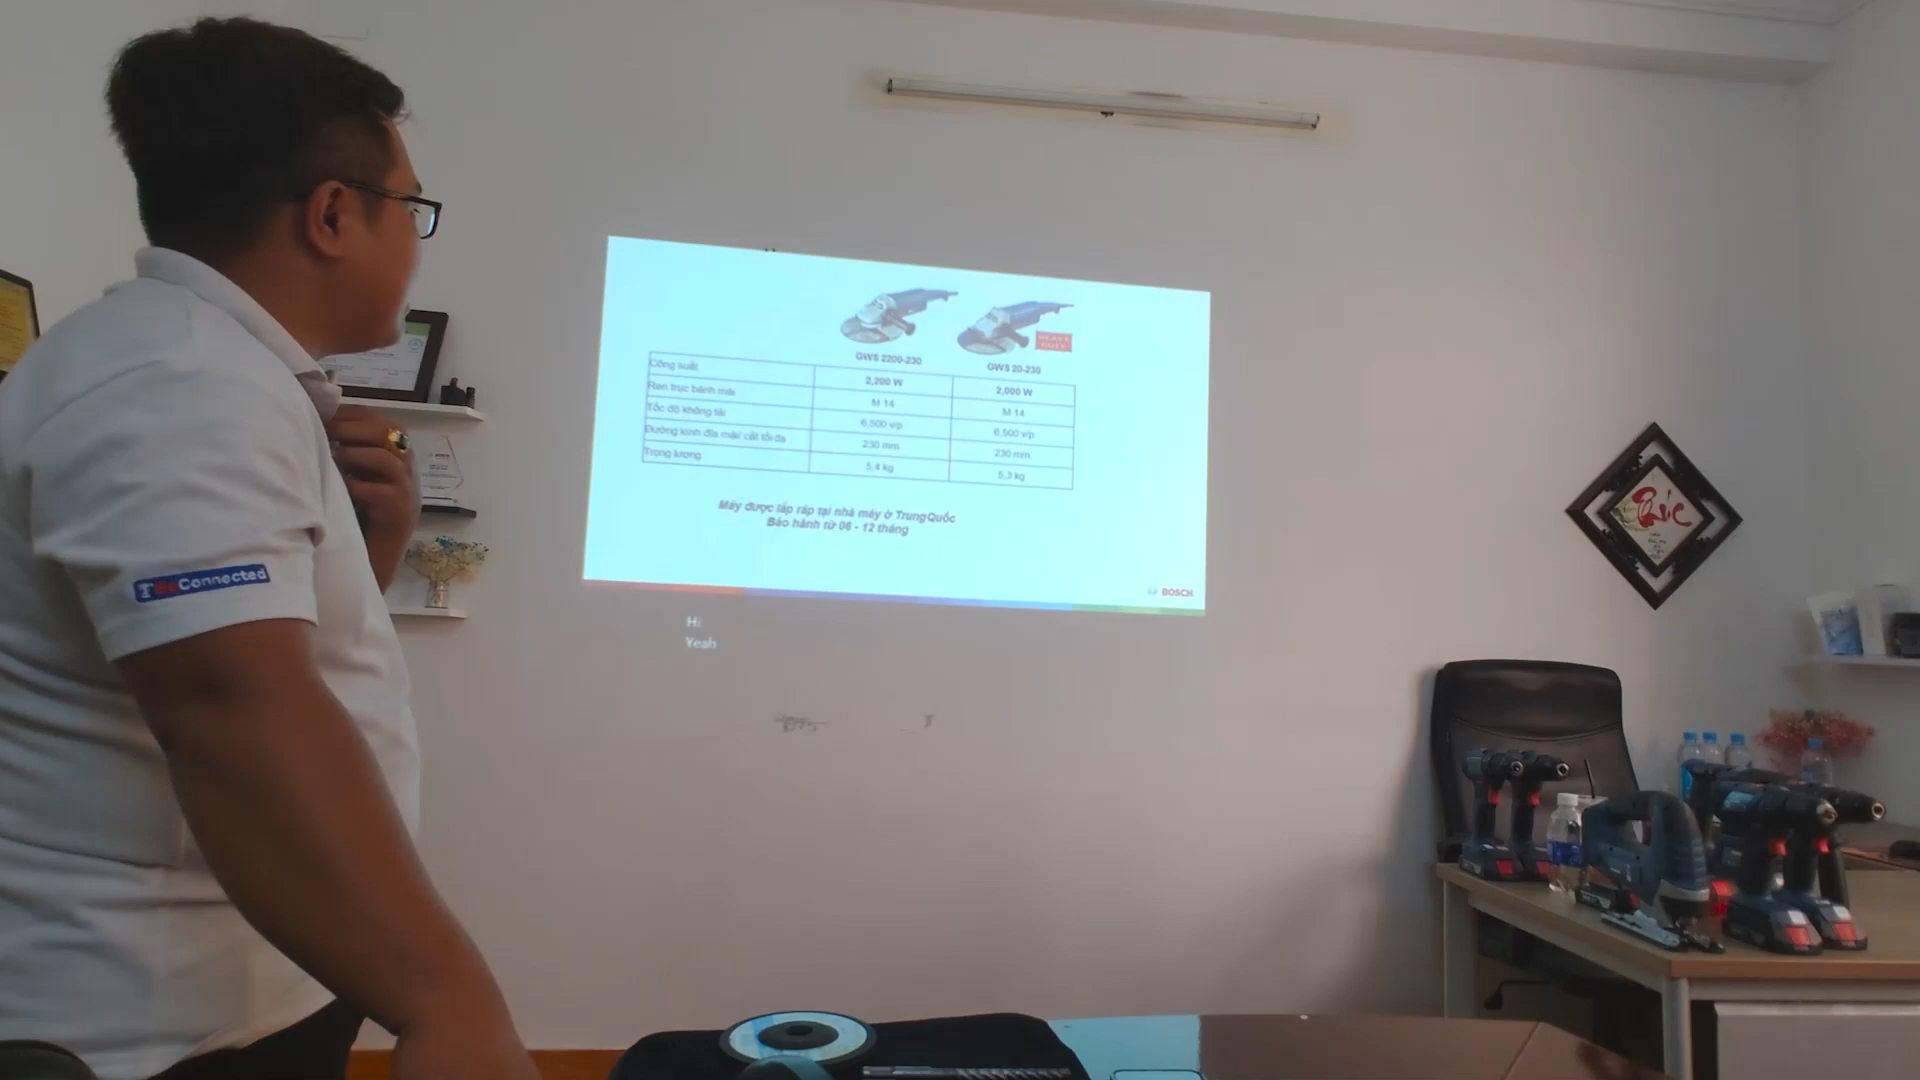 GWS 2200-230
GWS 20-230
HEAVY DUTY
Công suất 2,200 W 2,000 W
Ren trục bánh mài M 14 M 14
Tốc độ không tải 6,500 v/p 6,500 v/p
Đường kính đĩa mài/ cắt tối đa 230 mm 230 mm
Trọng lượng 5,4 kg 5,3 kg
Máy được lắp ráp tại nhà máy ở TrungQuốc
Bảo hành từ 06 - 12 tháng
BOSCH
Hi
Yeah
BeConnected